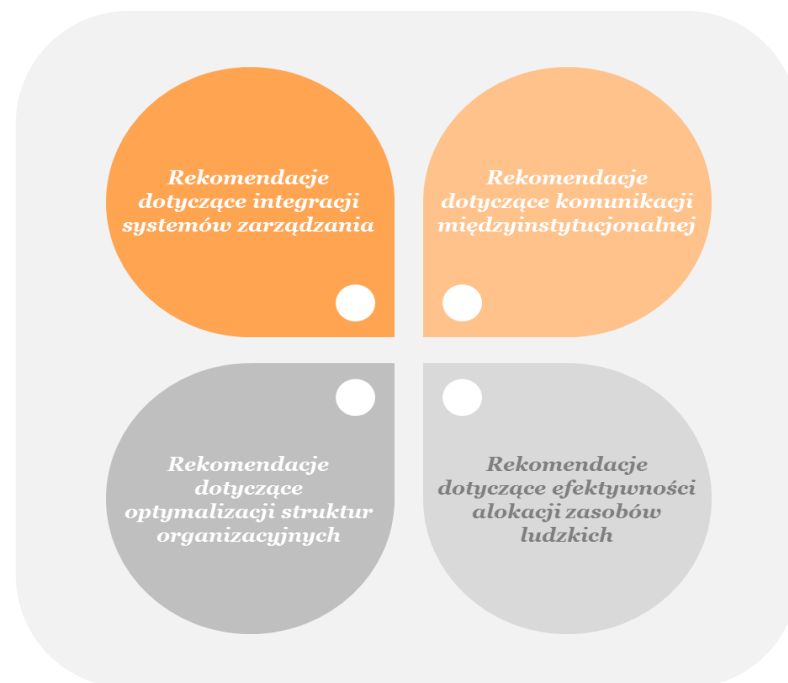 Rekomendacje
dotyczące integracji
systemów zarządzania
Rekomendacje
dotyczące komunikacji
międzyinstytucjonalnej
Rekomendacje
dotyczące
optymalizacji struktur
organizacyjnych
Rekomendacje
dotyczące efektywności
alokacji zasobów
ludzkich